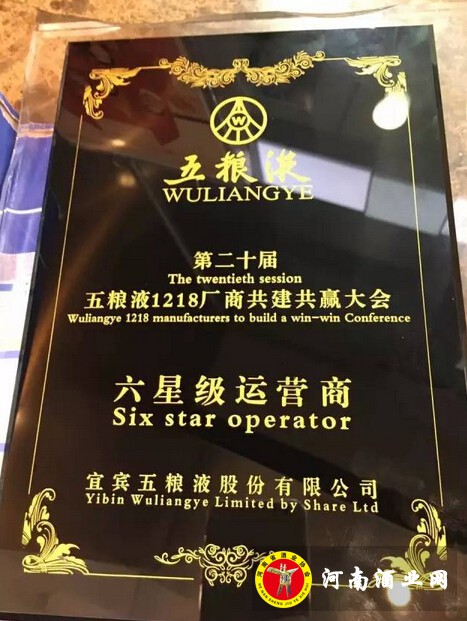 W
五粮液
WULIANGYE
第二十届
The twentieth session
五粮液1218厂商共建共赢大会
Wuliangye 1218 manufacturers to build a win-win Conference
六星级运营商
Six star operator
宜宾五粮液股份有限公司
Yibin Wuliangye Limited by Share Ltd
河南酒业网